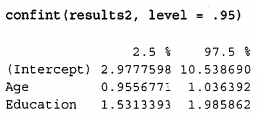 confint(results2, level = .95)
2.5 % 97.5 %
(Intercept) 2.9777598 10.538690
Age 0.9556771 1.036392
Education 1.5313393 1.985862